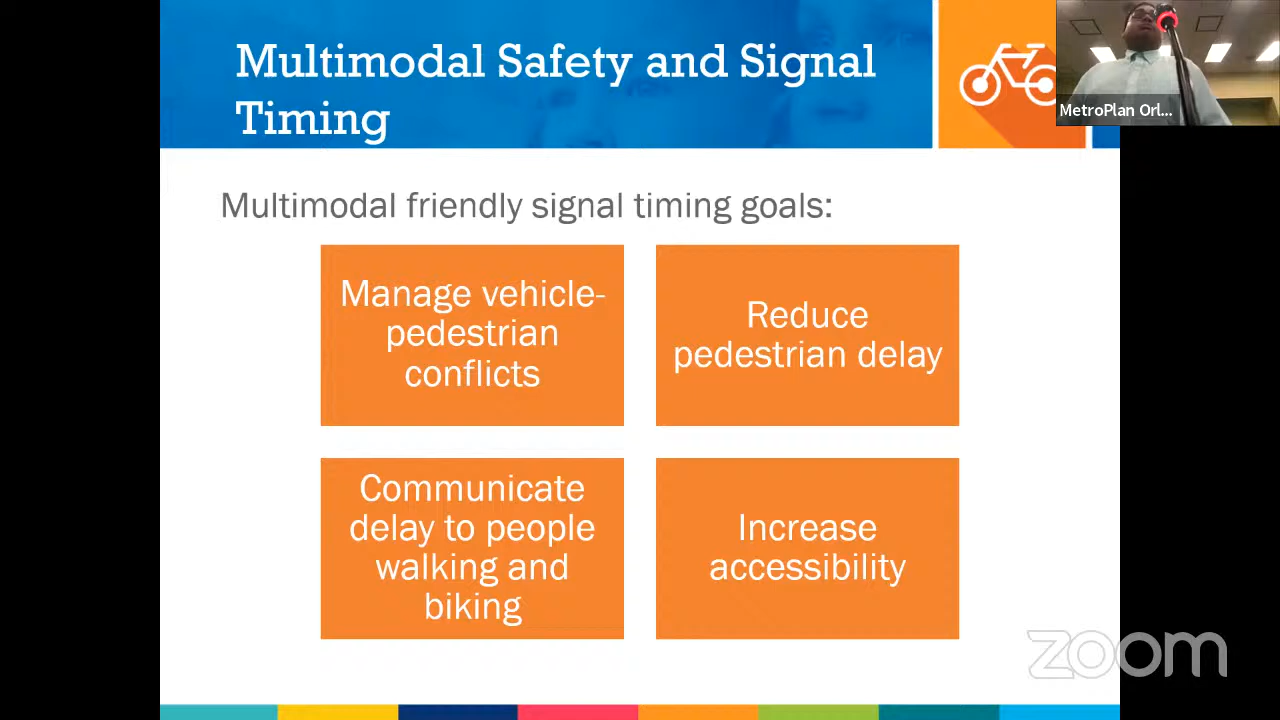 Multimodal Safety and Signal
Timing
MetroPlan Orl...
Multimodal friendly signal timing goals:
Manage vehicle-
pedestrian
conflicts
Reduce
pedestrian delay
Communicate
delay to people
walking and
biking
Increase
accessibility
zoom